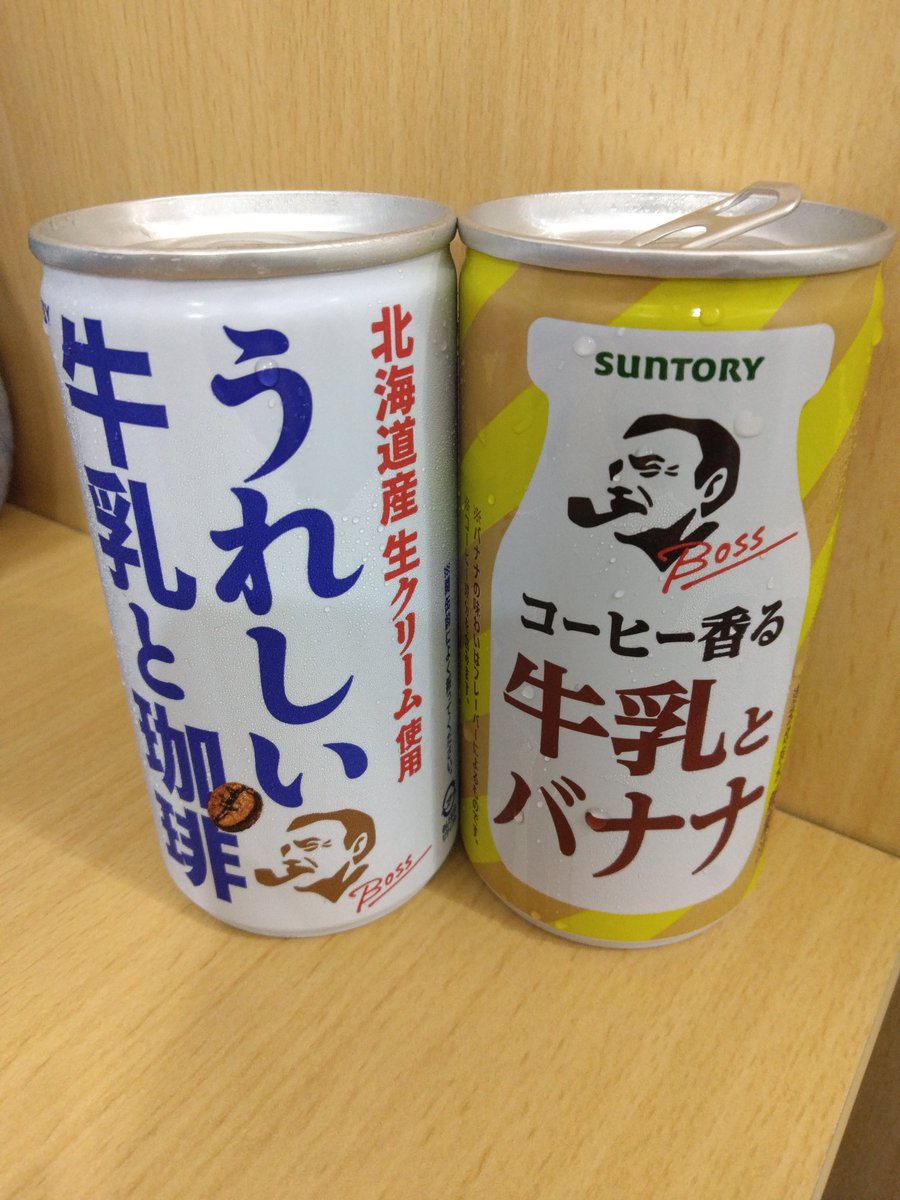 北海道産生クリーム使用
うれしい
牛乳と珈琲
Boss
SUNTORY
Boss
コーヒー香る
牛乳と
バナナ